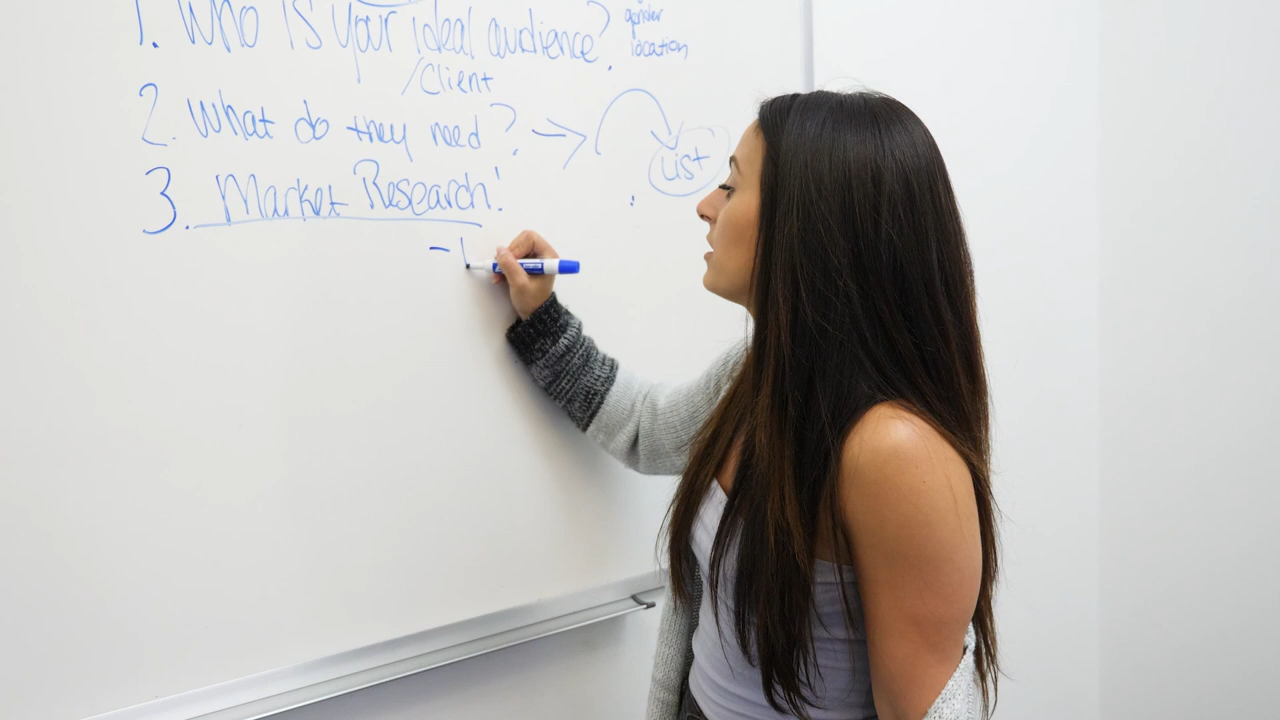 1. Who is your ideal audience? gender
/Client location
2. What do they need? → List
3. Market Research!
-